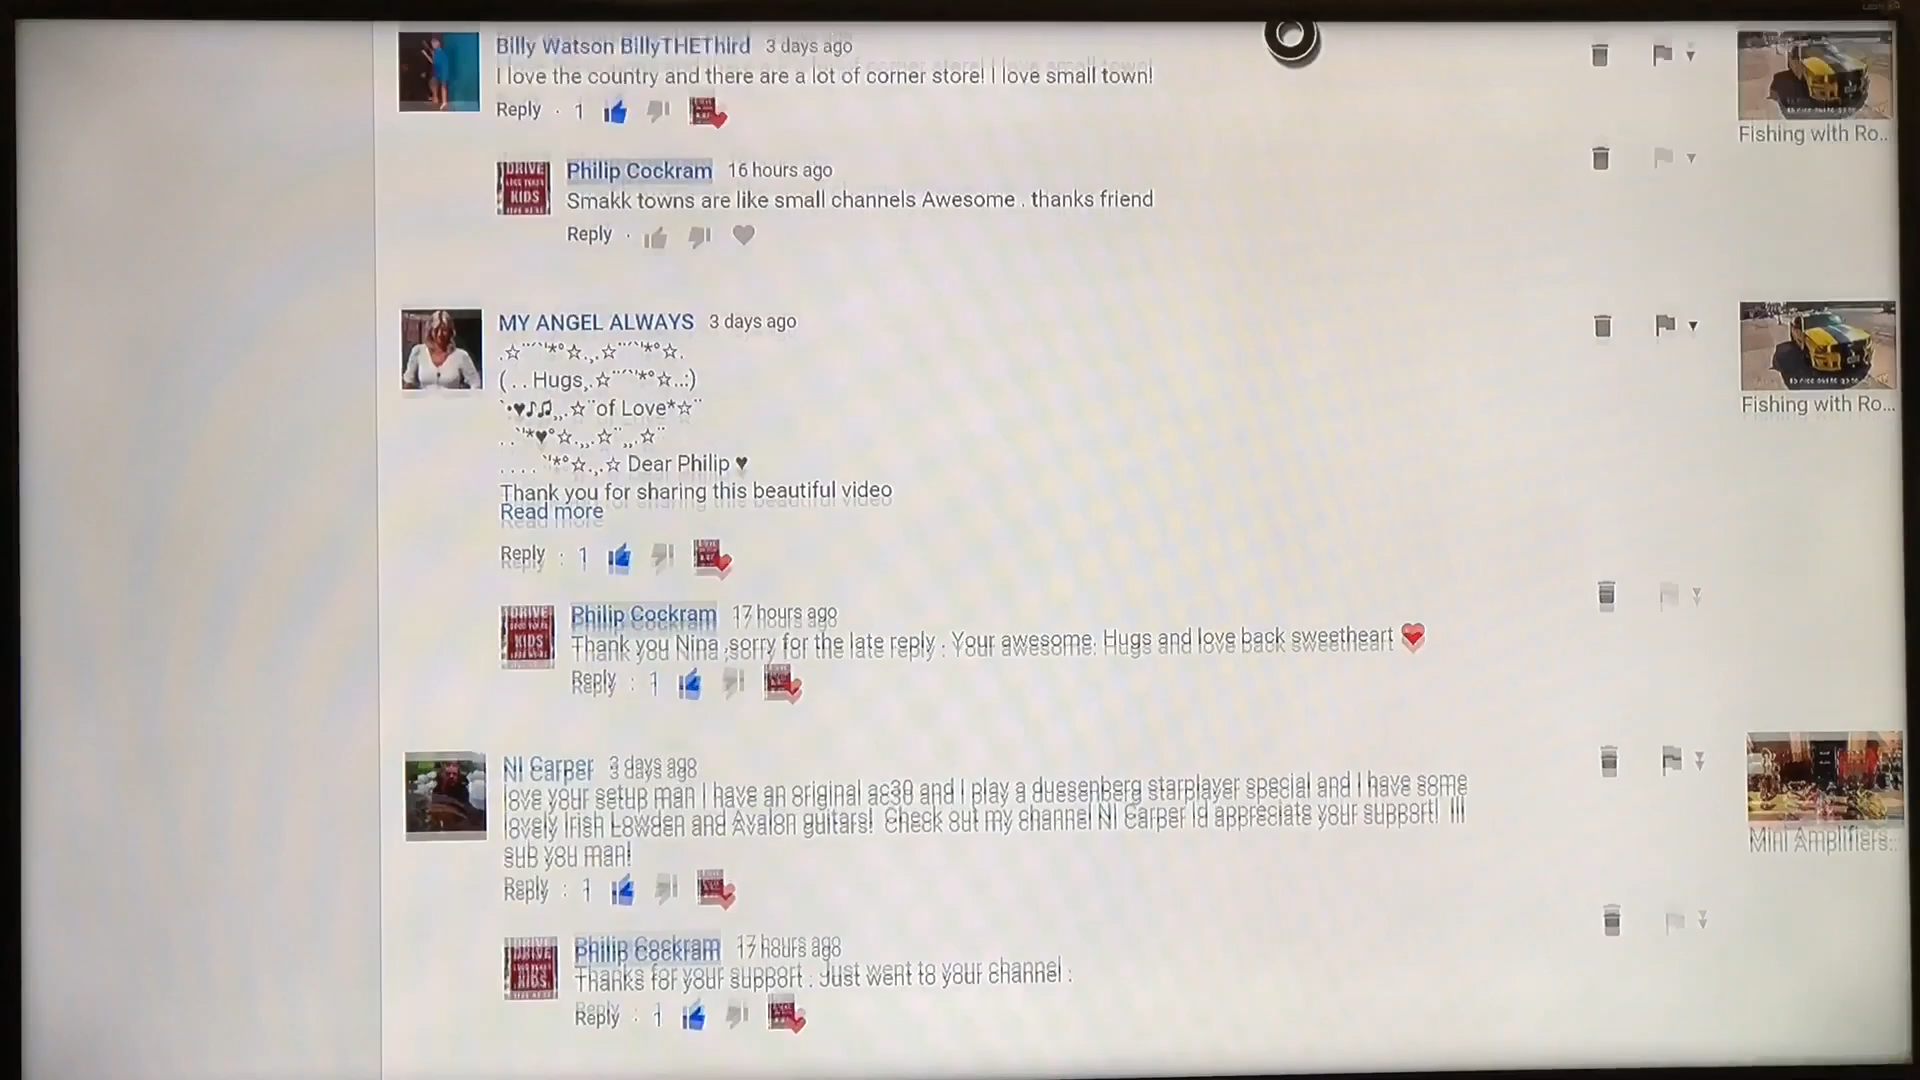 Billy Watson BillyTHEThird 3 days ago
I love the country and there are a lot of corner store! I love small town!
Reply · 1
Fishing with Ro..
DRIVE
KIDS
Philip Cockram 16 hours ago
Smakk towns are like small channels Awesome . thanks friend
Reply ·
MY ANGEL ALWAYS 3 days ago
.☆¨¯`'*°☆.,.☆¨¯`'*°☆.
( . . Hugs,.☆¨¯`'*°☆..:)
`•♥♪♫,,.☆¨of Love*☆¨
. .`'*♥°☆.,,.☆¨,,.☆¨
. . . . `'*°☆.,.☆ Dear Philip ♥
Thank you for sharing this beautiful video
Read more
Reply · 1
Fishing with Ro...
DRIVE
KIDS
Philip Cockram 17 hours ago
Thank you Nina ,sorry for the late reply . Your awesome. Hugs and love back sweetheart ❤
Reply · 1
NI Carper 3 days ago
love your setup man I have an original ac30 and I play a duesenberg starplayer special and I have some
lovely Irish Lowden and Avalon guitars! Check out my channel NI Carper Id appreciate your support! Ill
sub you man!
Reply · 1
Mini Amplifiers...
DRIVE
KIDS
Philip Cockram 17 hours ago
Thanks for your support . Just went to your channel .
Reply · 1